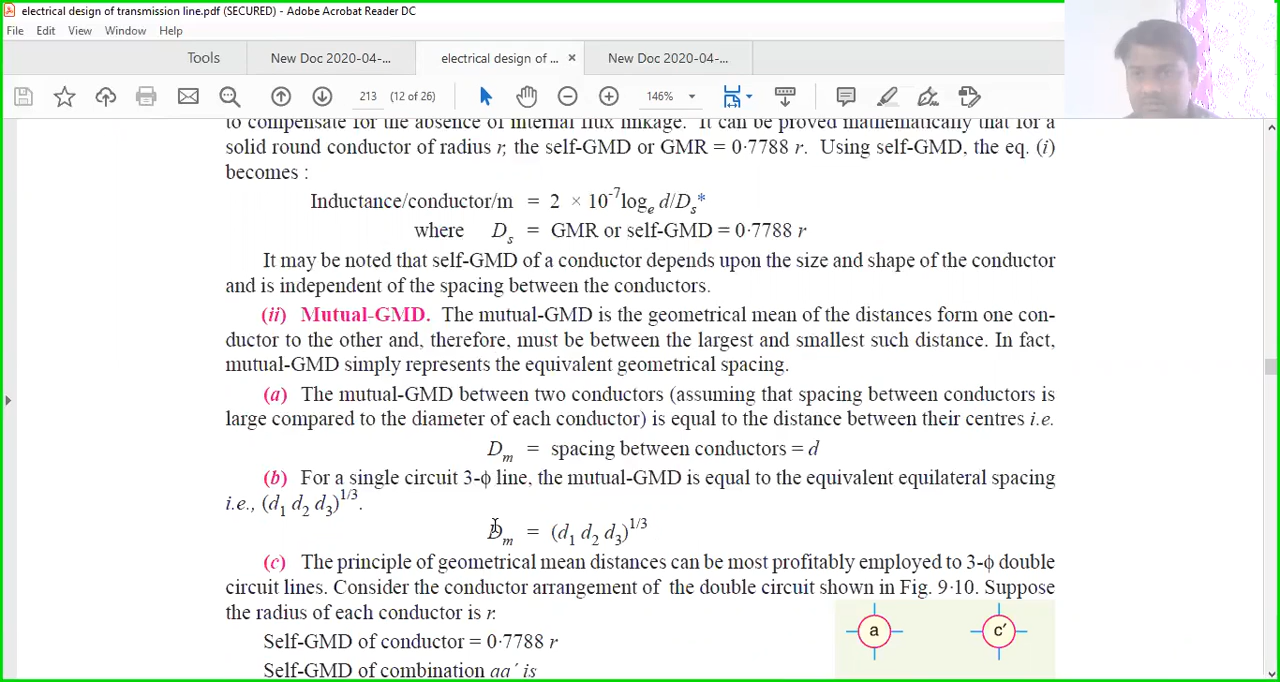 electrical design of transmission line.pdf (SECURED) - Adobe Acrobat Reader DC
File Edit View Window Help
Tools New Doc 2020-04-... electrical design of ... × New Doc 2020-04-...
213 (12 of 26) 146%
to compensate for the absence of internal flux linkage. It can be proved mathematically that for a
solid round conductor of radius r, the self-GMD or GMR = 0·7788 r. Using self-GMD, the eq. (i)
becomes :
Inductance/conductor/m = 2 × 10⁻⁷ logₑ d/Dₛ*
where Dₛ = GMR or self-GMD = 0·7788 r
It may be noted that self-GMD of a conductor depends upon the size and shape of the conductor
and is independent of the spacing between the conductors.
(ii) Mutual-GMD. The mutual-GMD is the geometrical mean of the distances form one con-
ductor to the other and, therefore, must be between the largest and smallest such distance. In fact,
mutual-GMD simply represents the equivalent geometrical spacing.
(a) The mutual-GMD between two conductors (assuming that spacing between conductors is
large compared to the diameter of each conductor) is equal to the distance between their centres i.e.
Dₘ = spacing between conductors = d
(b) For a single circuit 3-ϕ line, the mutual-GMD is equal to the equivalent equilateral spacing
i.e., (d₁ d₂ d₃)^1/3.
Dₘ = (d₁ d₂ d₃)^1/3
(c) The principle of geometrical mean distances can be most profitably employed to 3-ϕ double
circuit lines. Consider the conductor arrangement of the double circuit shown in Fig. 9·10. Suppose
the radius of each conductor is r.
Self-GMD of conductor = 0·7788 r
Self-GMD of combination aa′ is
a c′